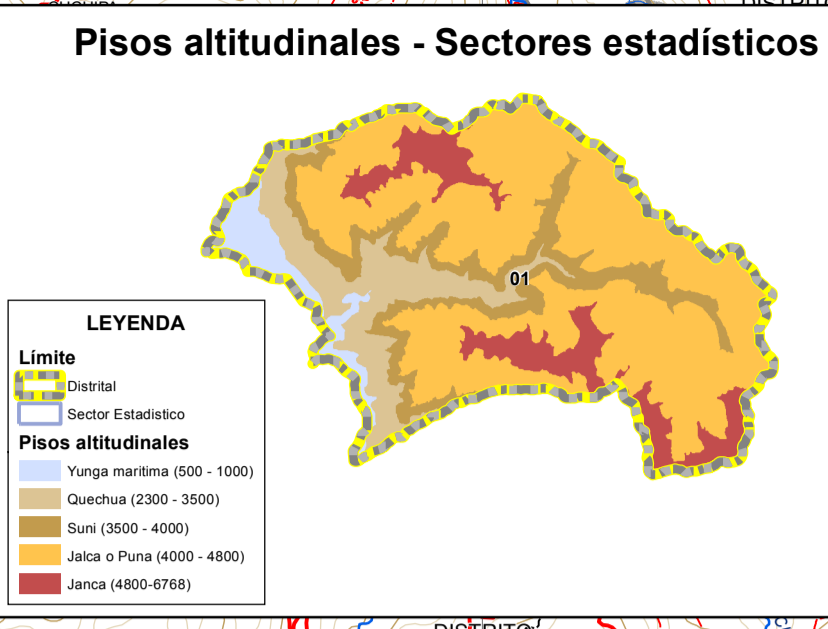 Pisos altitudinales - Sectores estadísticos
01
LEYENDA
Límite
Distrital
Sector Estadistico
Pisos altitudinales
Yunga maritima (500 - 1000)
Quechua (2300 - 3500)
Suni (3500 - 4000)
Jalca o Puna (4000 - 4800)
Janca (4800-6768)
DISTRITO